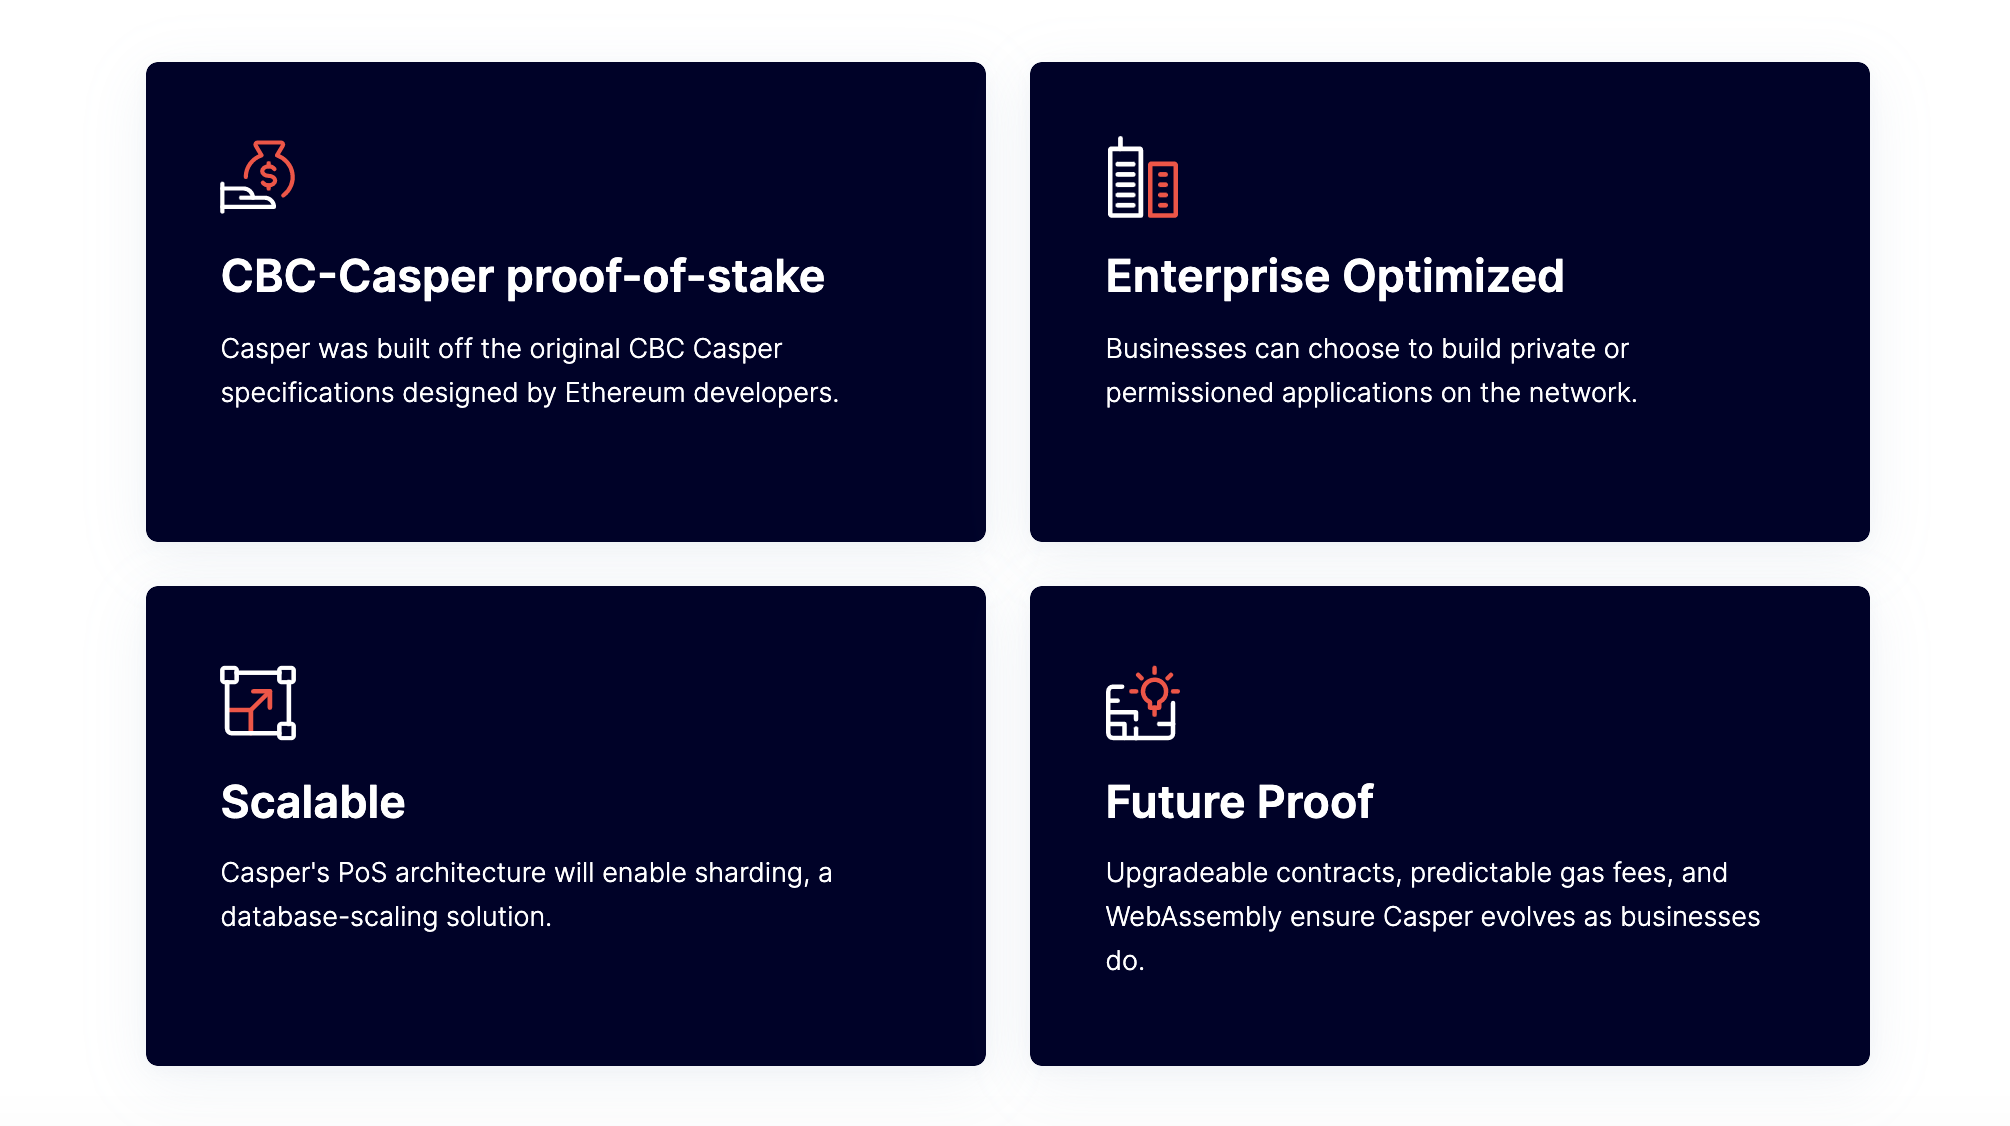 CBC-Casper proof-of-stake
Casper was built off the original CBC Casper
specifications designed by Ethereum developers.
Enterprise Optimized
Businesses can choose to build private or
permissioned applications on the network.
Scalable
Casper's PoS architecture will enable sharding, a
database-scaling solution.
Future Proof
Upgradeable contracts, predictable gas fees, and
WebAssembly ensure Casper evolves as businesses
do.